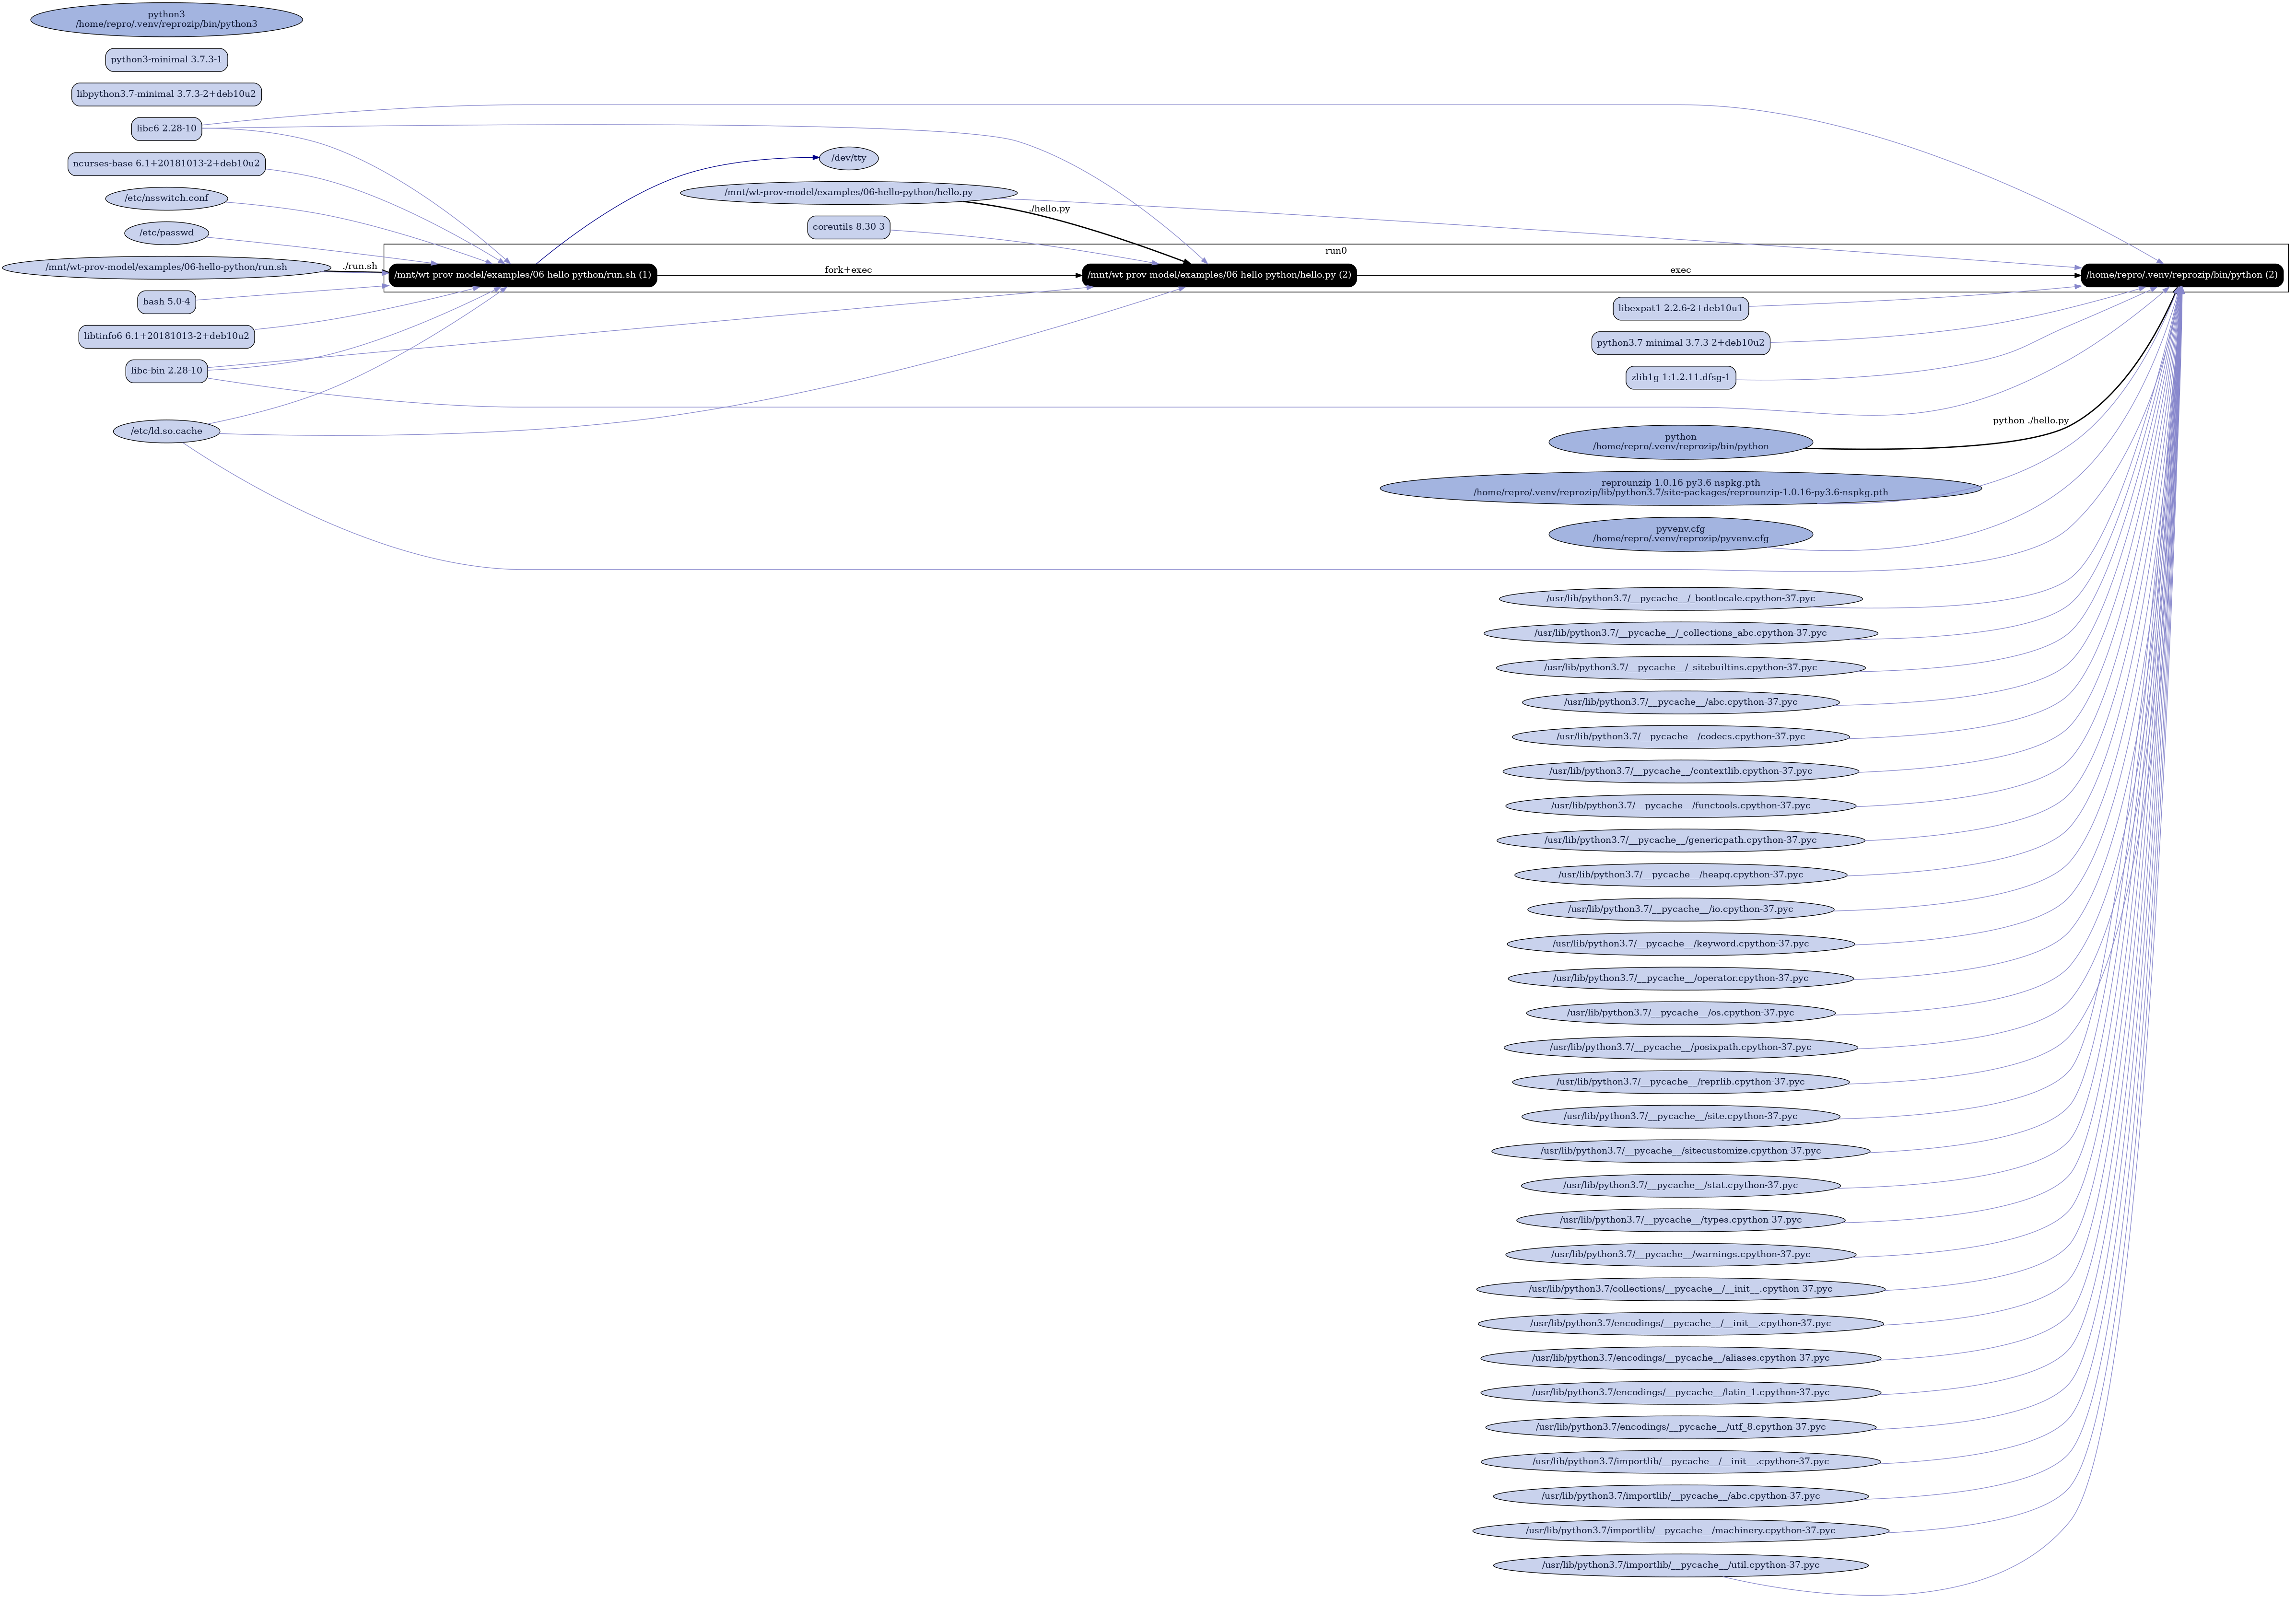 python3
/home/repro/.venv/reprozip/bin/python3
python3-minimal 3.7.3-1
libpython3.7-minimal 3.7.3-2+deb10u2
libc6 2.28-10
ncurses-base 6.1+20181013-2+deb10u2
/etc/nsswitch.conf
/etc/passwd
/mnt/wt-prov-model/examples/06-hello-python/run.sh
./run.sh
bash 5.0-4
libtinfo6 6.1+20181013-2+deb10u2
libc-bin 2.28-10
/etc/ld.so.cache
/dev/tty
/mnt/wt-prov-model/examples/06-hello-python/hello.py
./hello.py
coreutils 8.30-3
run0
/mnt/wt-prov-model/examples/06-hello-python/run.sh (1)
fork+exec
/mnt/wt-prov-model/examples/06-hello-python/hello.py (2)
exec
/home/repro/.venv/reprozip/bin/python (2)
libexpat1 2.2.6-2+deb10u1
python3.7-minimal 3.7.3-2+deb10u2
zlib1g 1:1.2.11.dfsg-1
python ./hello.py
python
/home/repro/.venv/reprozip/bin/python
reprounzip-1.0.16-py3.6-nspkg.pth
/home/repro/.venv/reprozip/lib/python3.7/site-packages/reprounzip-1.0.16-py3.6-nspkg.pth
pyvenv.cfg
/home/repro/.venv/reprozip/pyvenv.cfg
/usr/lib/python3.7/__pycache__/_bootlocale.cpython-37.pyc
/usr/lib/python3.7/__pycache__/_collections_abc.cpython-37.pyc
/usr/lib/python3.7/__pycache__/_sitebuiltins.cpython-37.pyc
/usr/lib/python3.7/__pycache__/abc.cpython-37.pyc
/usr/lib/python3.7/__pycache__/codecs.cpython-37.pyc
/usr/lib/python3.7/__pycache__/contextlib.cpython-37.pyc
/usr/lib/python3.7/__pycache__/functools.cpython-37.pyc
/usr/lib/python3.7/__pycache__/genericpath.cpython-37.pyc
/usr/lib/python3.7/__pycache__/heapq.cpython-37.pyc
/usr/lib/python3.7/__pycache__/io.cpython-37.pyc
/usr/lib/python3.7/__pycache__/keyword.cpython-37.pyc
/usr/lib/python3.7/__pycache__/operator.cpython-37.pyc
/usr/lib/python3.7/__pycache__/os.cpython-37.pyc
/usr/lib/python3.7/__pycache__/posixpath.cpython-37.pyc
/usr/lib/python3.7/__pycache__/reprlib.cpython-37.pyc
/usr/lib/python3.7/__pycache__/site.cpython-37.pyc
/usr/lib/python3.7/__pycache__/sitecustomize.cpython-37.pyc
/usr/lib/python3.7/__pycache__/stat.cpython-37.pyc
/usr/lib/python3.7/__pycache__/types.cpython-37.pyc
/usr/lib/python3.7/__pycache__/warnings.cpython-37.pyc
/usr/lib/python3.7/collections/__pycache__/__init__.cpython-37.pyc
/usr/lib/python3.7/encodings/__pycache__/__init__.cpython-37.pyc
/usr/lib/python3.7/encodings/__pycache__/aliases.cpython-37.pyc
/usr/lib/python3.7/encodings/__pycache__/latin_1.cpython-37.pyc
/usr/lib/python3.7/encodings/__pycache__/utf_8.cpython-37.pyc
/usr/lib/python3.7/importlib/__pycache__/__init__.cpython-37.pyc
/usr/lib/python3.7/importlib/__pycache__/abc.cpython-37.pyc
/usr/lib/python3.7/importlib/__pycache__/machinery.cpython-37.pyc
/usr/lib/python3.7/importlib/__pycache__/util.cpython-37.pyc